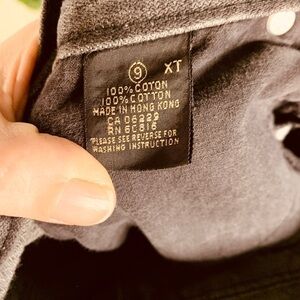 9 XT
100% COTON
100% COTTON
MADE IN HONG KONG
CA 06229
RN 6C816
PLEASE SEE REVERSE FOR
WASHING INSTRUCTION